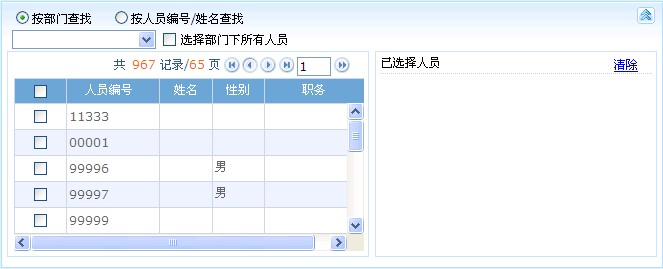 按部门查找 按人员编号/姓名查找
选择部门下所有人员
共 967 记录/65 页 1
已选择人员 清除
人员编号 姓名 性别 职务
11333
00001
99996 男
99997 男
99999